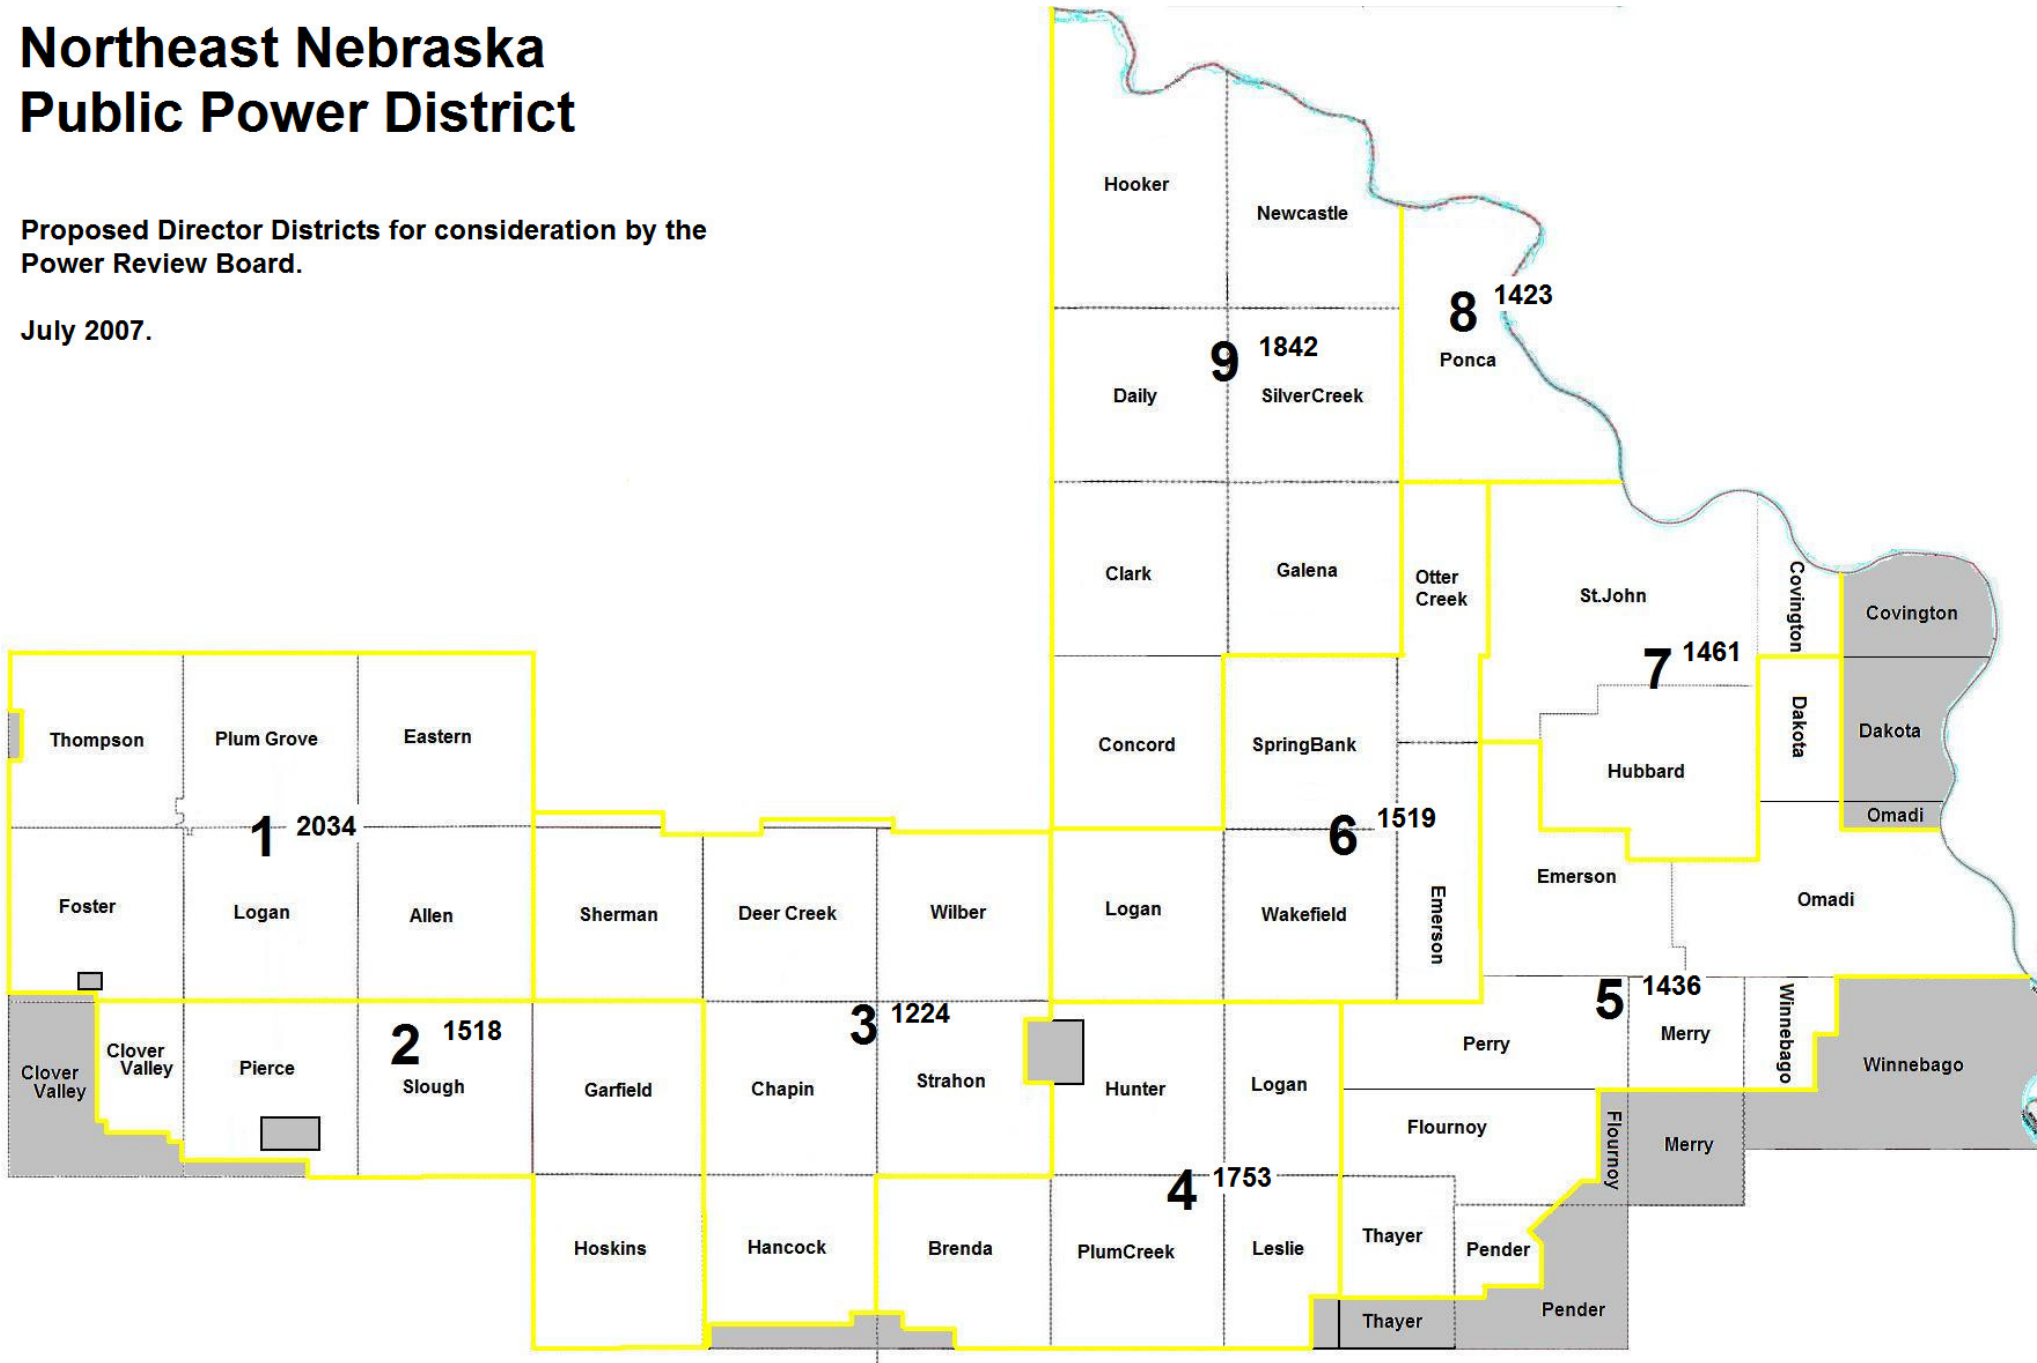 Northeast Nebraska
Public Power District
Proposed Director Districts for consideration by the
Power Review Board.
July 2007.
Hooker
Newcastle
8 1423
Ponca
9 1842
Daily
SilverCreek
Clark
Galena
Otter
Creek
St.John
Covington
Covington
7 1461
Thompson
Plum Grove
Eastern
Concord
SpringBank
Hubbard
Dakota
Dakota
1 2034
6 1519
Omadi
Foster
Logan
Allen
Sherman
Deer Creek
Wilber
Logan
Wakefield
Emerson
Emerson
Omadi
2 1518
3 1224
5 1436
Clover
Valley
Clover
Valley
Pierce
Slough
Garfield
Chapin
Strahon
Hunter
Logan
Perry
Merry
Winnebago
Winnebago
Flournoy
Flournoy
Merry
4 1753
Hoskins
Hancock
Brenda
PlumCreek
Leslie
Thayer
Pender
Thayer
Pender